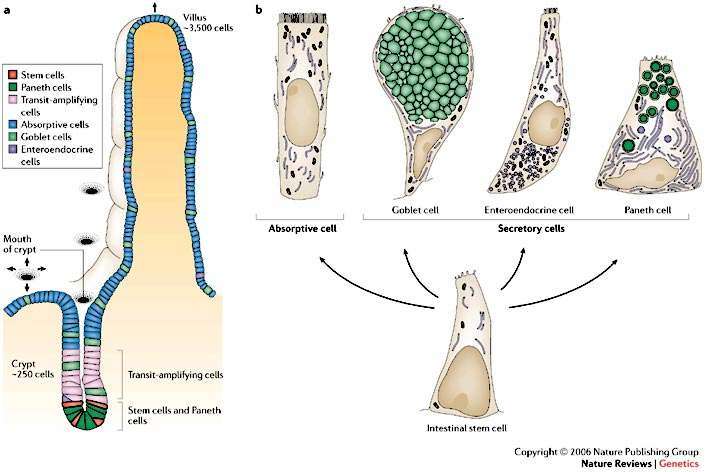 a
Villus
~3,500 cells
Stem cells
Paneth cells
Transit-amplifying
cells
Absorptive cells
Goblet cells
Enteroendocrine
cells
Mouth
of crypt
Crypt
~250 cells
Transit-amplifying cells
Stem cells and Paneth
cells
b
Goblet cell
Enteroendocrine cell
Paneth cell
Absorptive cell
Secretory cells
Intestinal stem cell
Copyright © 2006 Nature Publishing Group
Nature Reviews | Genetics